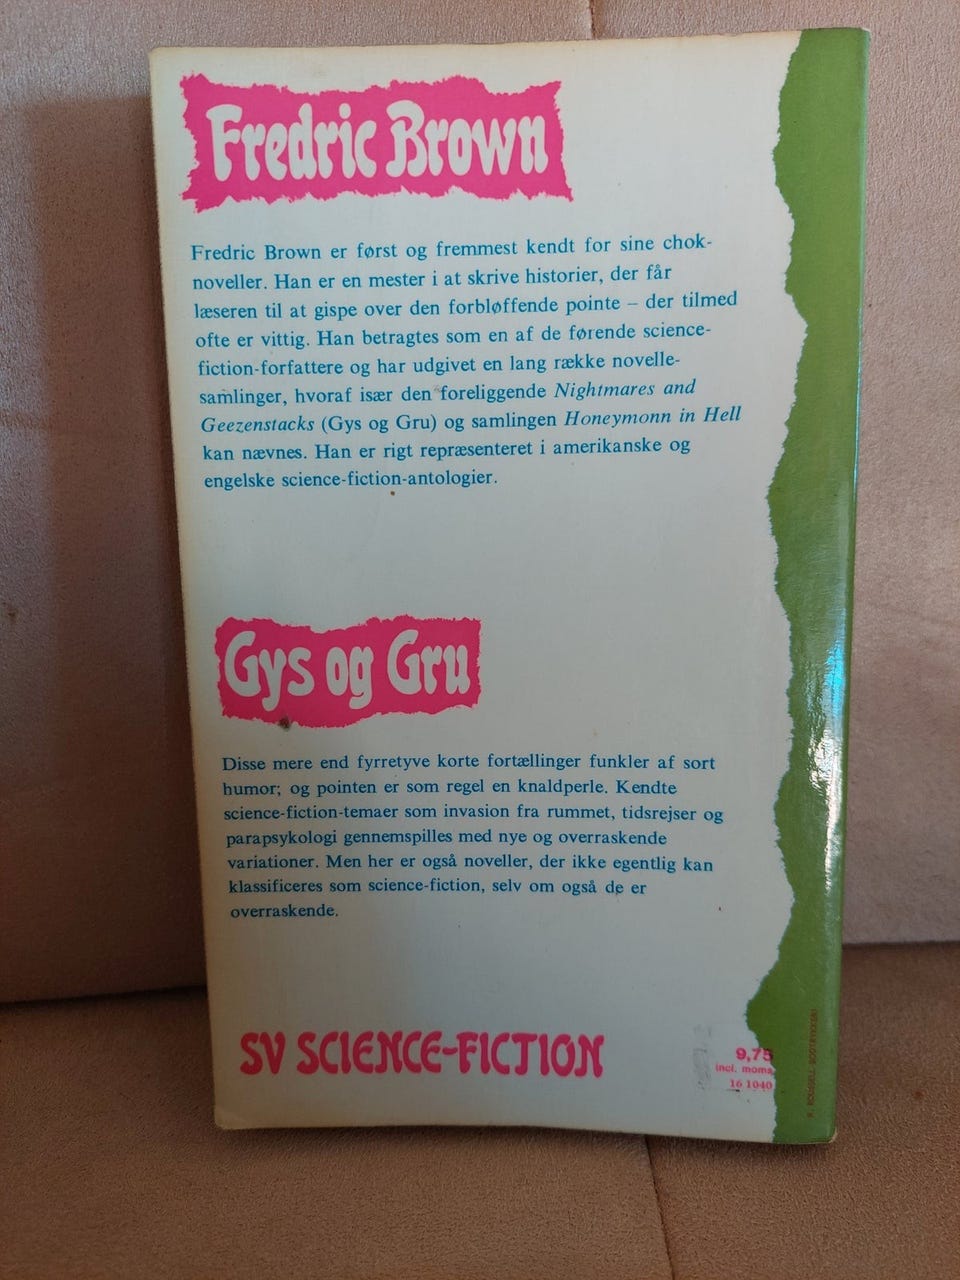 Fredric Brown
Fredric Brown er først og fremmest kendt for sine chok-
noveller. Han er en mester i at skrive historier, der får
læseren til at gispe over den forbløffende pointe – der tilmed
ofte er vittig. Han betragtes som en af de førende science-
fiction-forfattere og har udgivet en lang række novelle-
samlinger, hvoraf især den foreliggende Nightmares and
Geezenstacks (Gys og Gru) og samlingen Honeymonn in Hell
kan nævnes. Han er rigt repræsenteret i amerikanske og
engelske science-fiction-antologier.
Gys og Gru
Disse mere end fyrretyve korte fortællinger funkler af sort
humor; og pointen er som regel en knaldperle. Kendte
science-fiction-temaer som invasion fra rummet, tidsrejser og
parapsykologi gennemspilles med nye og overraskende
variationer. Men her er også noveller, der ikke egentlig kan
klassificeres som science-fiction, selv om også de er
overraskende.
SV SCIENCE-FICTION
9,75
incl. moms
16 1040